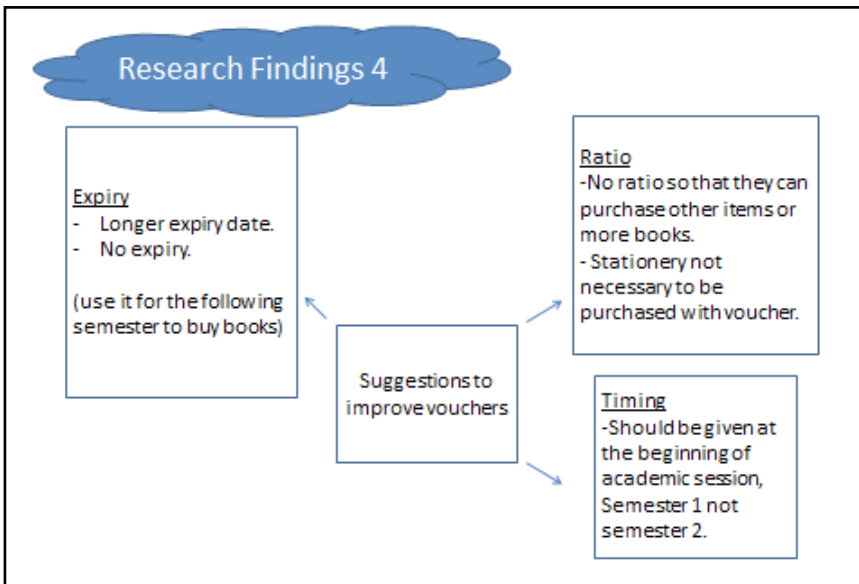 Research Findings 4
Expiry
- Longer expiry date.
- No expiry.
(use it for the following
semester to buy books)
Suggestions to
improve vouchers
Ratio
-No ratio so that they can
purchase other items or
more books.
- Stationery not
necessary to be
purchased with voucher.
Timing
-Should be given at
the beginning of
academic session,
Semester 1 not
semester 2.